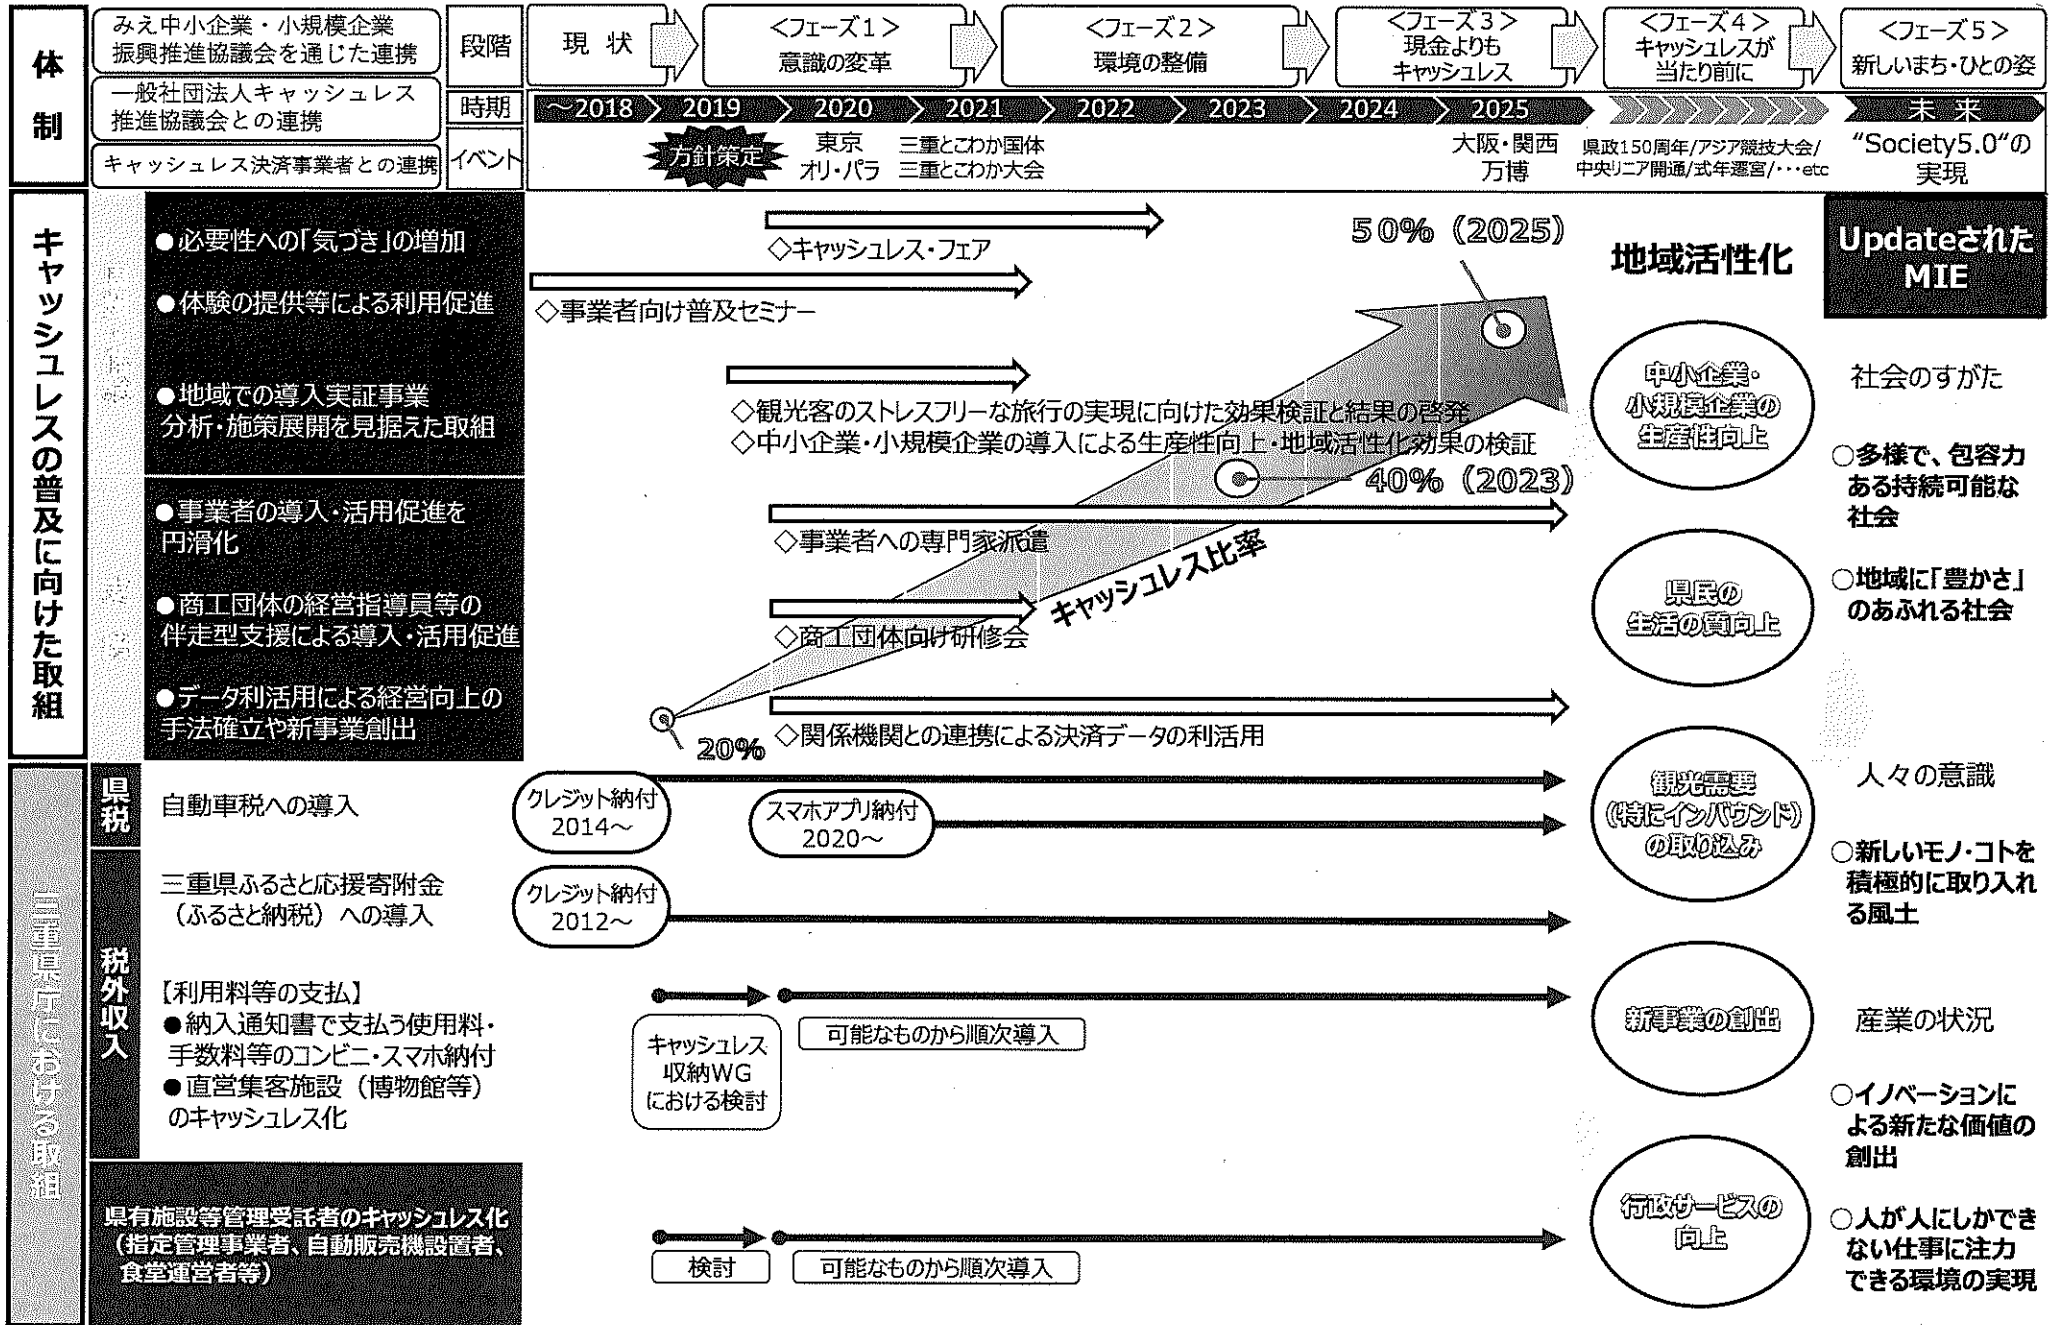 体制
みえ中小企業・小規模企業
振興推進協議会を通じた連携
一般社団法人キャッシュレス
推進協議会との連携
キャッシュレス決済事業者との連携
段階
現 状
<フェーズ1>
意識の変革
<フェーズ2>
環境の整備
<フェーズ3>
現金よりも
キャッシュレス
<フェーズ4>
キャッシュレスが
当たり前に
<フェーズ5>
新しいまち・ひとの姿
時期
~2018
2019
2020
2021
2022
2023
2024
2025
未 来
イベント
方針策定
東京
オリ・パラ
三重とこわか国体
三重とこわか大会
大阪・関西
万博
県政150周年/アジア競技大会/
中央リニア開通/式年遷宮/・・・etc
“Society5.0“の
実現
キャッシュレスの普及に向けた取組
●必要性への「気づき」の増加
●体験の提供等による利用促進
●地域での導入実証事業
分析・施策展開を見据えた取組
●事業者の導入・活用促進を
円滑化
●商工団体の経営指導員等の
伴走型支援による導入・活用促進
●データ利活用による経営向上の
手法確立や新事業創出
◇キャッシュレス・フェア
◇事業者向け普及セミナー
◇観光客のストレスフリーな旅行の実現に向けた効果検証と結果の啓発
◇中小企業・小規模企業の導入による生産性向上・地域活性化効果の検証
◇事業者への専門家派遣
◇商工団体向け研修会
◇関係機関との連携による決済データの利活用
50%(2025)
40%(2023)
20%
キャッシュレス比率
三重県庁における取組
県税
自動車税への導入
クレジット納付
2014~
スマホアプリ納付
2020~
税外収入
三重県ふるさと応援寄附金
(ふるさと納税)への導入
クレジット納付
2012~
【利用料等の支払】
●納入通知書で支払う使用料・
手数料等のコンビニ・スマホ納付
●直営集客施設(博物館等)
のキャッシュレス化
キャッシュレス
収納WG
における検討
可能なものから順次導入
県有施設等管理受託者のキャッシュレス化
(指定管理事業者、自動販売機設置者、
食堂運営者等)
検討
可能なものから順次導入
地域活性化
中小企業・
小規模企業の
生産性向上
県民の
生活の質向上
観光需要
(特にインバウンド)
の取り込み
新事業の創出
行政サービスの
向上
Updateされた
MIE
社会のすがた
○多様で、包容力
ある持続可能な
社会
○地域に「豊かさ」
のあふれる社会
人々の意識
○新しいモノ・コトを
積極的に取り入れ
る風土
産業の状況
○イノベーションに
よる新たな価値の
創出
○人が人にしかでき
ない仕事に注力
できる環境の実現